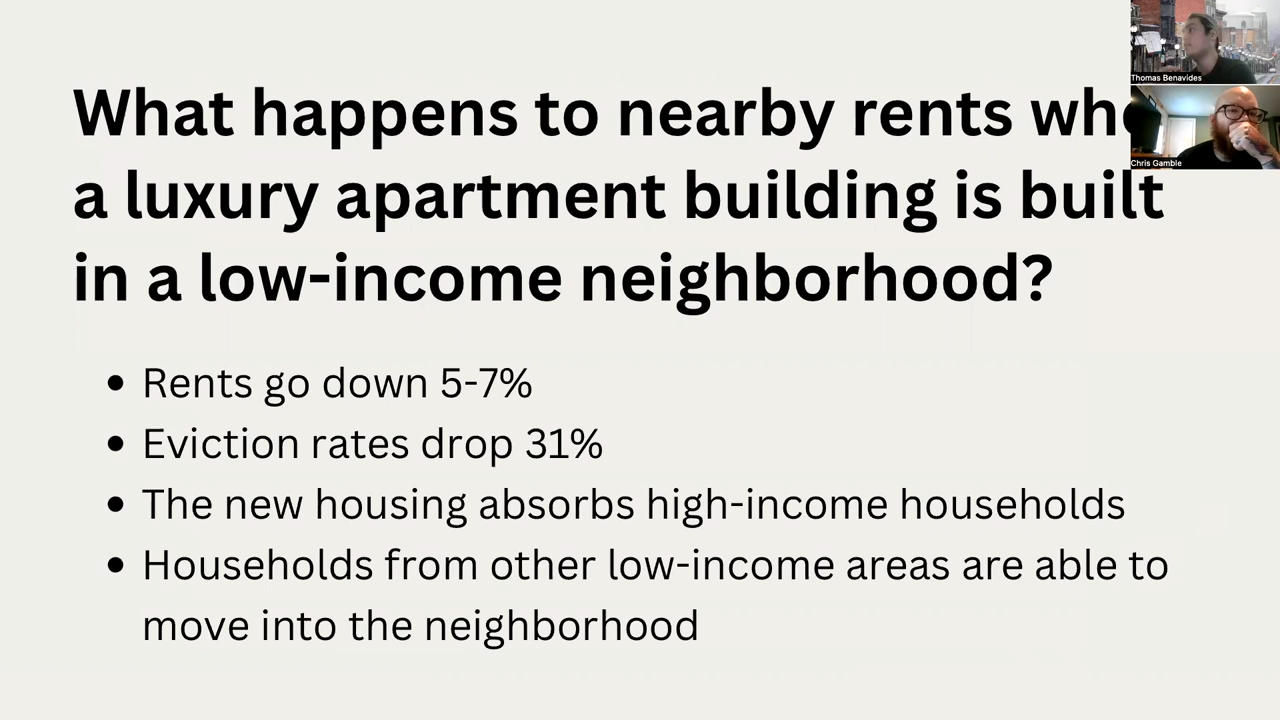 What happens to nearby rents whe
a luxury apartment building is built
in a low-income neighborhood?
• Rents go down 5-7%
• Eviction rates drop 31%
• The new housing absorbs high-income households
• Households from other low-income areas are able to
move into the neighborhood
Thomas Benavides
Chris Gamble